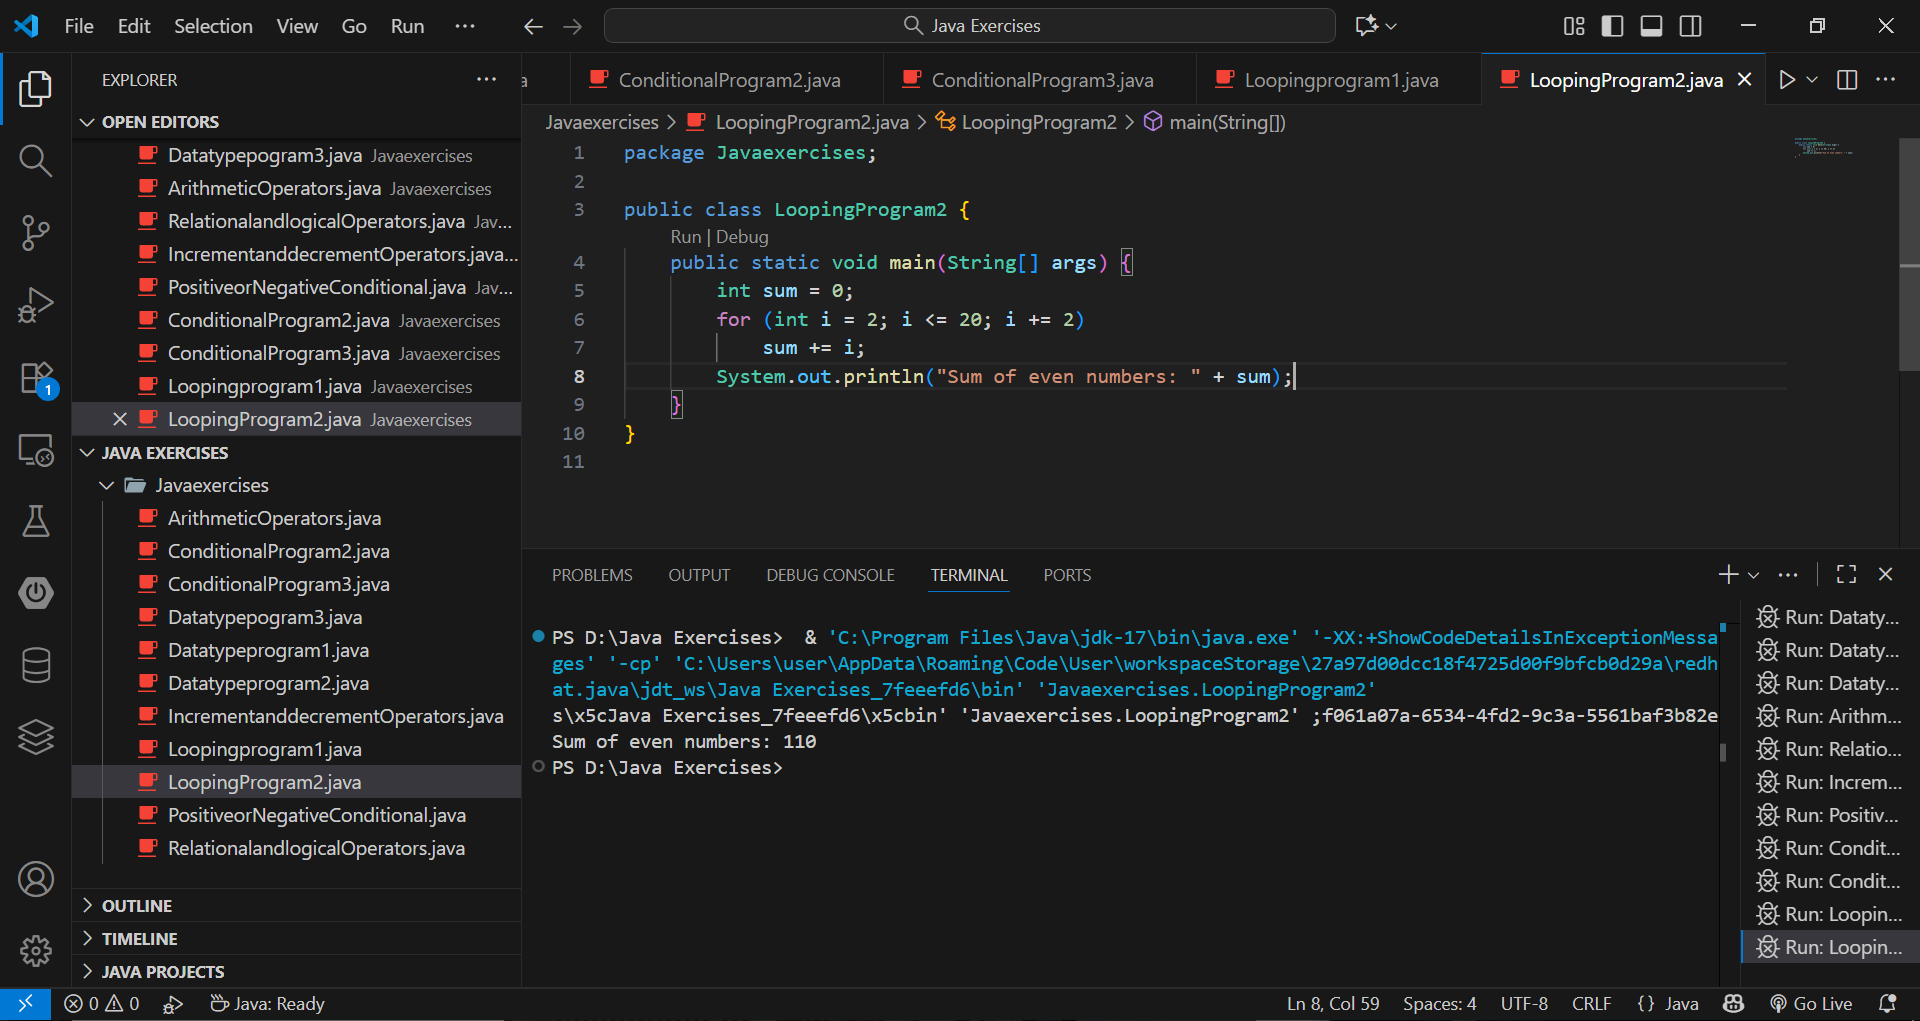 File Edit Selection View Go Run ···
Java Exercises
EXPLORER
OPEN EDITORS
Datatypepogram3.java Javaexercises
ArithmeticOperators.java Javaexercises
RelationalandlogicalOperators.java Jav...
IncrementanddecrementOperators.java...
PositiveorNegativeConditional.java Jav...
ConditionalProgram2.java Javaexercises
ConditionalProgram3.java Javaexercises
Loopingprogram1.java Javaexercises
LoopingProgram2.java Javaexercises
JAVA EXERCISES
Javaexercises
ArithmeticOperators.java
ConditionalProgram2.java
ConditionalProgram3.java
Datatypepogram3.java
Datatypeprogram1.java
Datatypeprogram2.java
IncrementanddecrementOperators.java
Loopingprogram1.java
LoopingProgram2.java
PositiveorNegativeConditional.java
RelationalandlogicalOperators.java
OUTLINE
TIMELINE
JAVA PROJECTS
1
a ConditionalProgram2.java ConditionalProgram3.java Loopingprogram1.java LoopingProgram2.java
Javaexercises > LoopingProgram2.java > LoopingProgram2 > main(String[])
1 package Javaexercises;
2
3 public class LoopingProgram2 {
Run | Debug
4 public static void main(String[] args) {
5 int sum = 0;
6 for (int i = 2; i <= 20; i += 2)
7 sum += i;
8 System.out.println("Sum of even numbers: " + sum);
9 }
10 }
11
PROBLEMS OUTPUT DEBUG CONSOLE TERMINAL PORTS
PS D:\Java Exercises> & 'C:\Program Files\Java\jdk-17\bin\java.exe' '-XX:+ShowCodeDetailsInExceptionMessa
ges' '-cp' 'C:\Users\user\AppData\Roaming\Code\User\workspaceStorage\27a97d00dcc18f4725d00f9bfcb0d29a\redh
at.java\jdt_ws\Java Exercises_7feeefd6\bin' 'Javaexercises.LoopingProgram2'
s\x5cJava Exercises_7feeefd6\x5cbin' 'Javaexercises.LoopingProgram2' ;f061a07a-6534-4fd2-9c3a-5561baf3b82e
Sum of even numbers: 110
PS D:\Java Exercises>
Run: Dataty...
Run: Dataty...
Run: Dataty...
Run: Arithm...
Run: Relatio...
Run: Increm...
Run: Positiv...
Run: Condit...
Run: Condit...
Run: Loopin...
Run: Loopin...
0 0 Java: Ready Ln 8, Col 59 Spaces: 4 UTF-8 CRLF {} Java Go Live